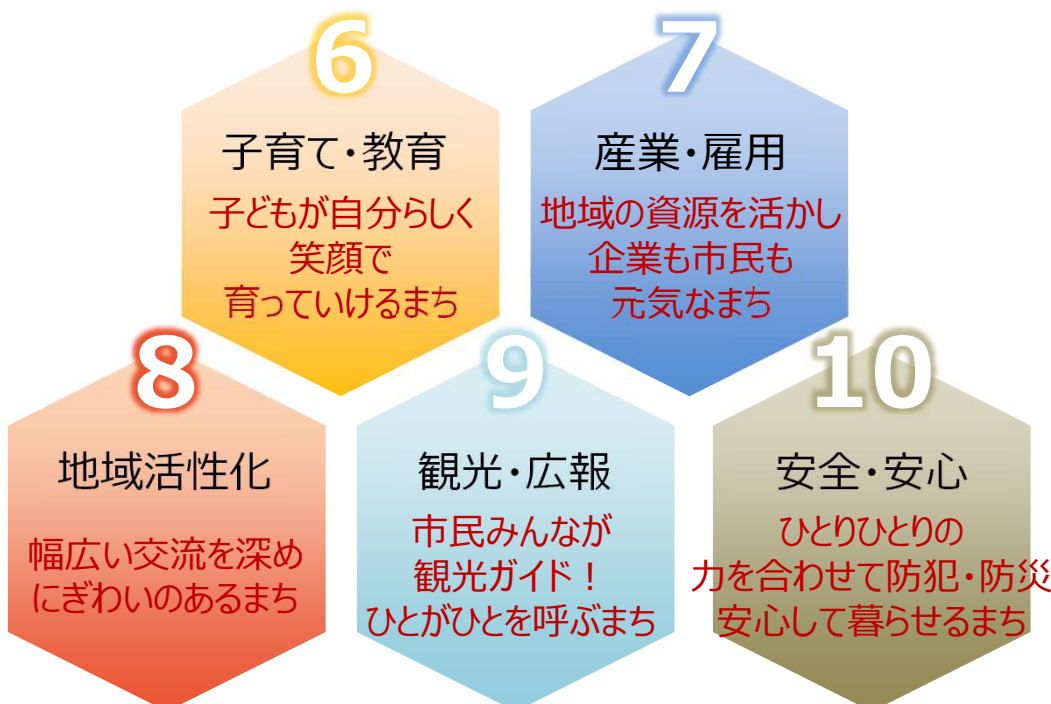 6
子育て・教育
子どもが自分らしく
笑顔で
育っていけるまち
7
産業・雇用
地域の資源を活かし
企業も市民も
元気なまち
8
地域活性化
幅広い交流を深め
にぎわいのあるまち
9
観光・広報
市民みんなが
観光ガイド！
ひとがひとを呼ぶまち
10
安全・安心
ひとりひとりの
力を合わせて防犯・防災
安心して暮らせるまち